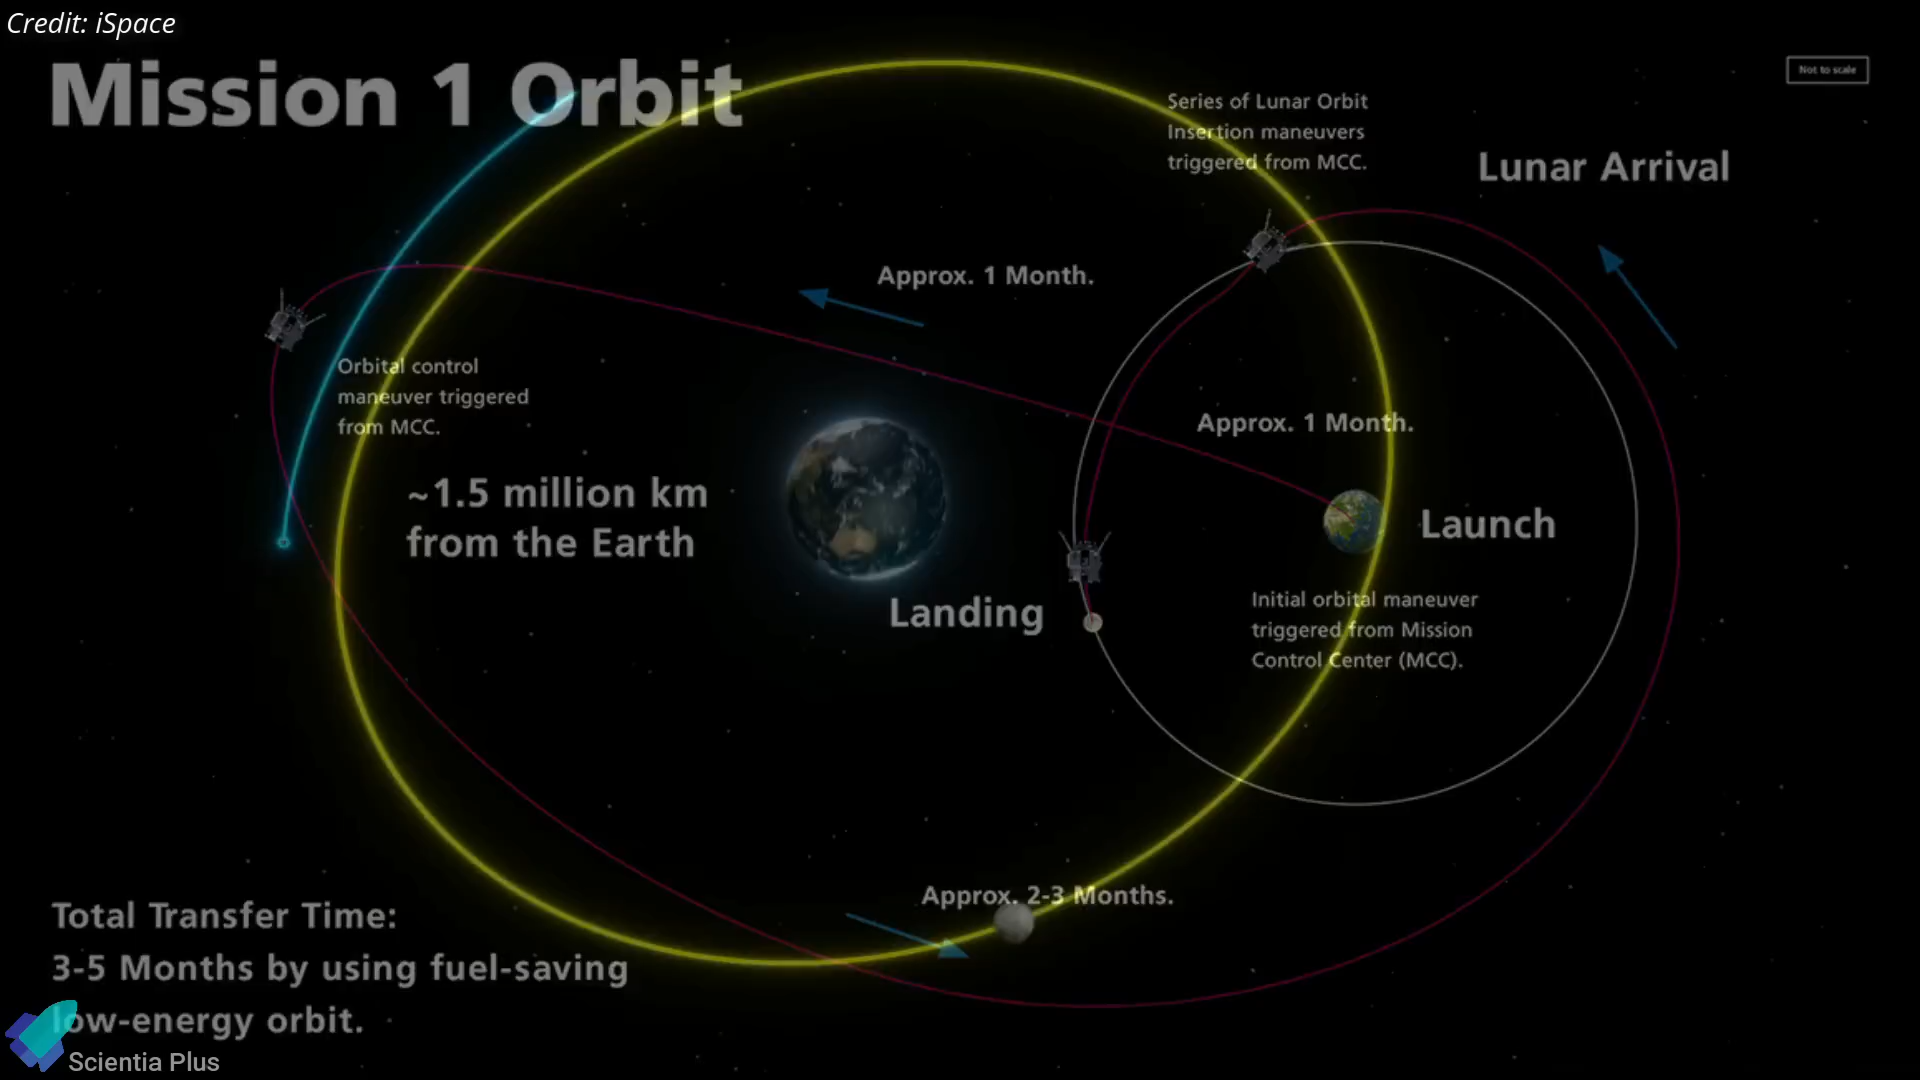 Credit: iSpace
Mission 1 Orbit
Not to scale
Series of Lunar Orbit
Insertion maneuvers
triggered from MCC.
Lunar Arrival
Approx. 1 Month.
Orbital control
maneuver triggered
from MCC.
Approx. 1 Month.
~1.5 million km
from the Earth
Launch
Landing
Initial orbital maneuver
triggered from Mission
Control Center (MCC).
Approx. 2-3 Months.
Total Transfer Time:
3-5 Months by using fuel-saving
low-energy orbit.
Scientia Plus